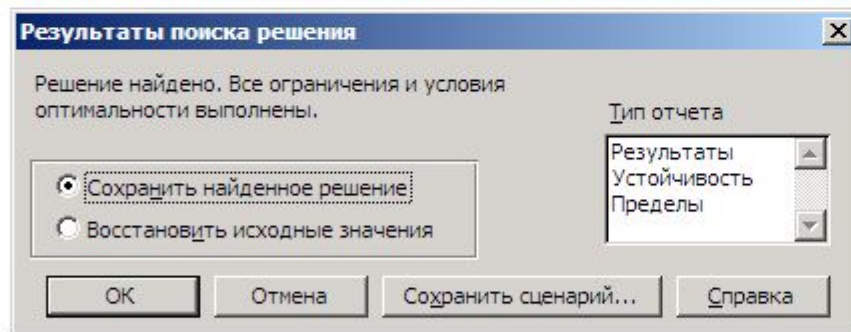 Результаты поиска решения
Решение найдено. Все ограничения и условия
оптимальности выполнены.
Тип отчета
Результаты
Устойчивость
Пределы
Сохранить найденное решение
Восстановить исходные значения
ОК
Отмена
Сохранить сценарий...
Справка